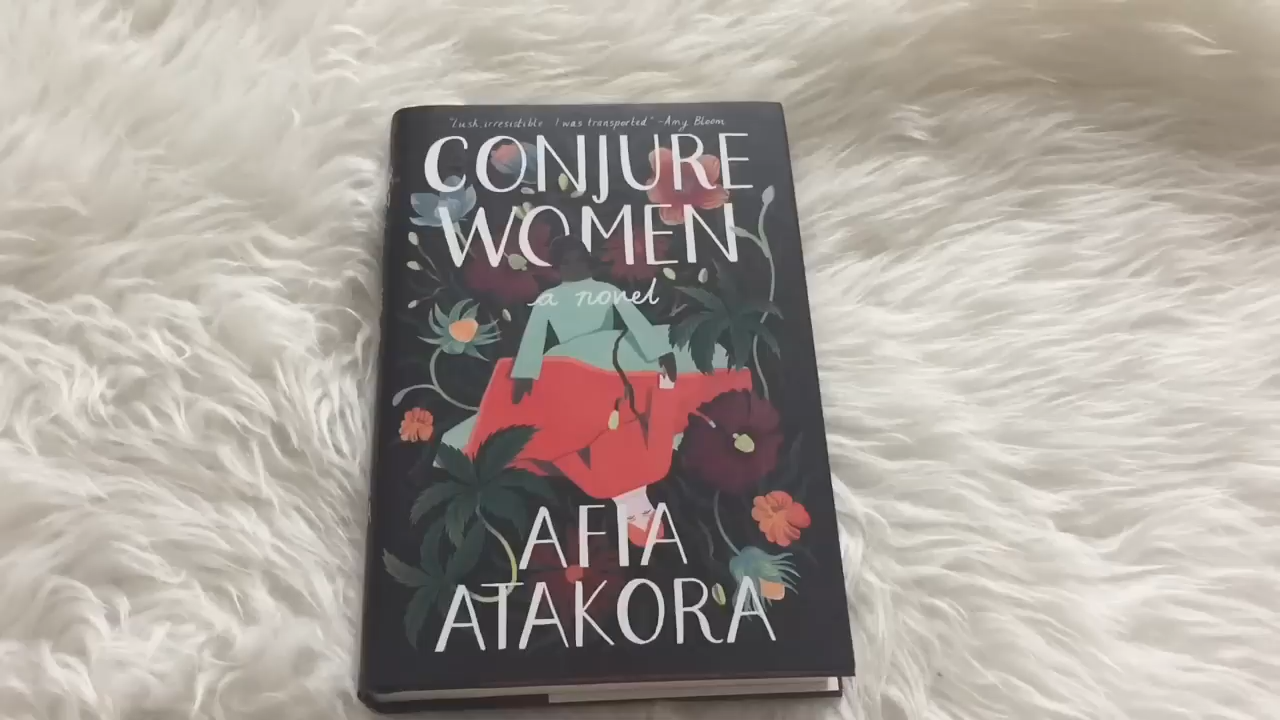 "Lush, irresistible. I was transported." -Amy Bloom
CONJURE
WOMEN
a novel
AFIA
ATAKORA